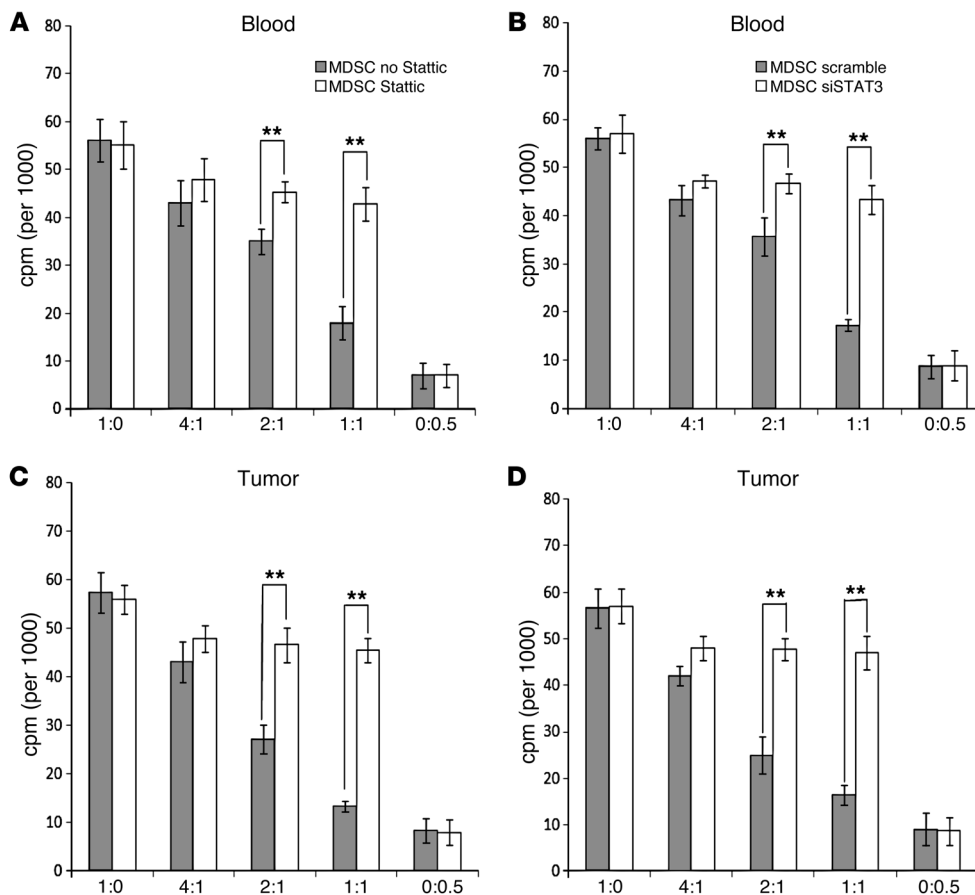 A
Blood
80
70
60
50
40
30
20
10
0
cpm (per 1000)
MDSC no Stattic
MDSC Stattic
**
**
1:0 4:1 2:1 1:1 0:0.5
B
Blood
80
70
60
50
40
30
20
10
0
cpm (per 1000)
MDSC scramble
MDSC siSTAT3
**
**
1:0 4:1 2:1 1:1 0:0.5
C
Tumor
80
70
60
50
40
30
20
10
0
cpm (per 1000)
**
**
1:0 4:1 2:1 1:1 0:0.5
D
Tumor
80
70
60
50
40
30
20
10
0
cpm (per 1000)
**
**
1:0 4:1 2:1 1:1 0:0.5